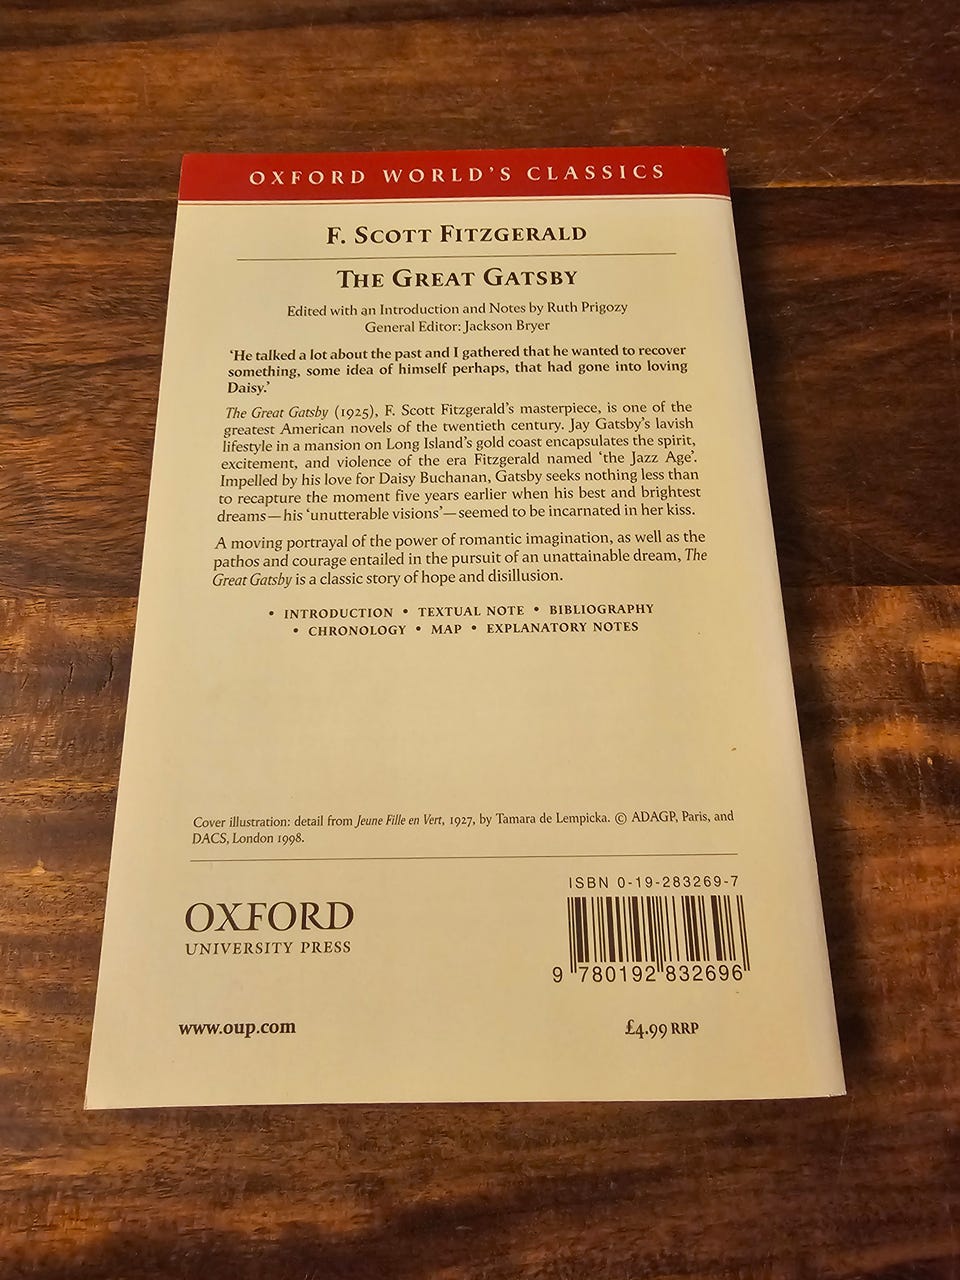 OXFORD WORLD'S CLASSICS
F. SCOTT FITZGERALD
THE GREAT GATSBY
Edited with an Introduction and Notes by Ruth Prigozy
General Editor: Jackson Bryer
'He talked a lot about the past and I gathered that he wanted to recover
something, some idea of himself perhaps, that had gone into loving
Daisy.'
The Great Gatsby (1925), F. Scott Fitzgerald's masterpiece, is one of the
greatest American novels of the twentieth century. Jay Gatsby's lavish
lifestyle in a mansion on Long Island's gold coast encapsulates the spirit,
excitement, and violence of the era Fitzgerald named 'the Jazz Age'.
Impelled by his love for Daisy Buchanan, Gatsby seeks nothing less than
to recapture the moment five years earlier when his best and brightest
dreams—his 'unutterable visions'—seemed to be incarnated in her kiss.
A moving portrayal of the power of romantic imagination, as well as the
pathos and courage entailed in the pursuit of an unattainable dream, The
Great Gatsby is a classic story of hope and disillusion.
• INTRODUCTION • TEXTUAL NOTE • BIBLIOGRAPHY
• CHRONOLOGY • MAP • EXPLANATORY NOTES
Cover illustration: detail from Jeune Fille en Vert, 1927, by Tamara de Lempicka. © ADAGP, Paris, and
DACS, London 1998.
ISBN 0-19-283269-7
OXFORD
UNIVERSITY PRESS
9 780192 832696
www.oup.com
£4.99 RRP